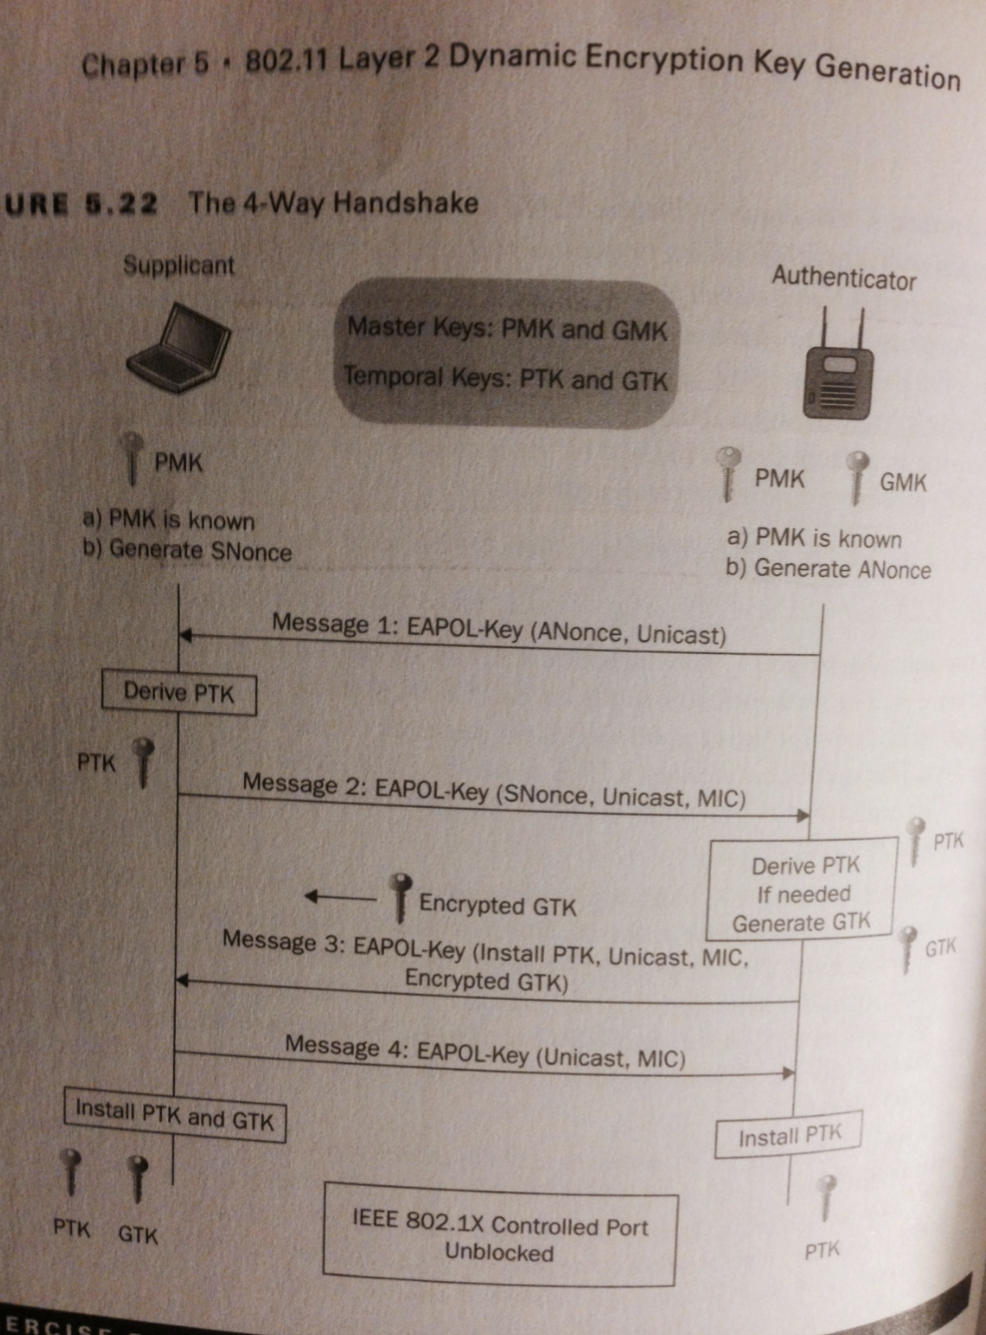 Chapter 5 • 802.11 Layer 2 Dynamic Encryption Key Generation
URE 5.22 The 4-Way Handshake
Supplicant
Authenticator
Master Keys: PMK and GMK
Temporal Keys: PTK and GTK
PMK
PMK
GMK
a) PMK is known
b) Generate SNonce
a) PMK is known
b) Generate ANonce
Message 1: EAPOL-Key (ANonce, Unicast)
Derive PTK
PTK
Message 2: EAPOL-Key (SNonce, Unicast, MIC)
PTK
Derive PTK
If needed
Generate GTK
GTK
Encrypted GTK
Message 3: EAPOL-Key (Install PTK, Unicast, MIC,
Encrypted GTK)
Message 4: EAPOL-Key (Unicast, MIC)
Install PTK and GTK
Install PTK
PTK
GTK
IEEE 802.1X Controlled Port
Unblocked
PTK
ERCISE